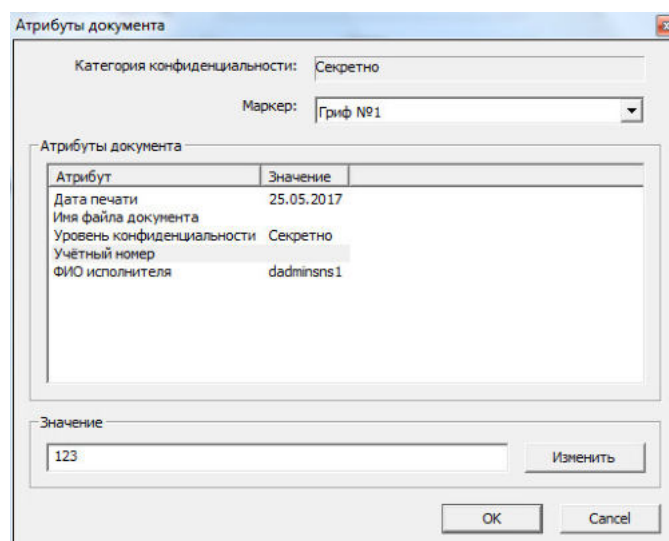 Атрибуты документа
Категория конфиденциальности: Секретно
Маркер: Гриф №1
Атрибуты документа
Атрибут Значение
Дата печати 25.05.2017
Имя файла документа
Уровень конфиденциальности Секретно
Учётный номер
ФИО исполнителя dadminsns1
Значение
123 Изменить
OK Cancel